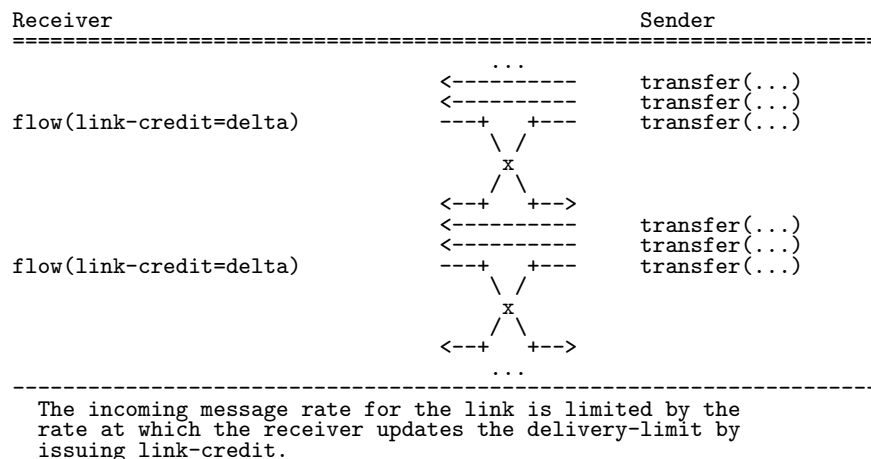 Receiver                                          Sender
=====================================================================
                                      ...
                                  <----------     transfer(...)
                                  <----------     transfer(...)
flow(link-credit=delta)           ---+   +---     transfer(...)
                                      \ /
                                       x
                                      / \
                                  <--+   +-->
                                  <----------     transfer(...)
                                  <----------     transfer(...)
flow(link-credit=delta)           ---+   +---     transfer(...)
                                      \ /
                                       x
                                      / \
                                  <--+   +-->
                                      ...
---------------------------------------------------------------------
  The incoming message rate for the link is limited by the
  rate at which the receiver updates the delivery-limit by
  issuing link-credit.